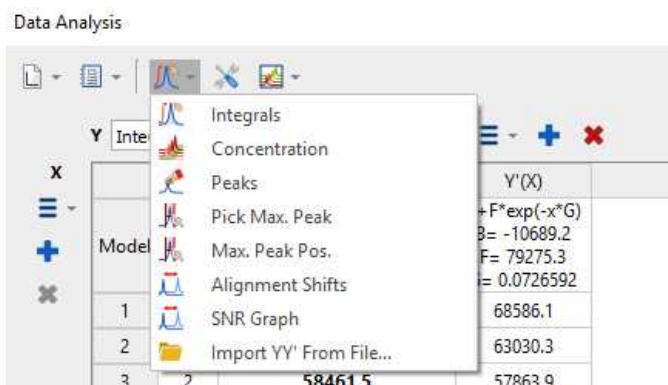 Data Analysis
Integrals
Y Inte
Concentration
X
Peaks
Y'(X)
Pick Max. Peak
+F*exp(-x*G)
Model
Max. Peak Pos.
B= -10689.2
F= 79275.3
Alignment Shifts
= 0.0726592
1
SNR Graph
68586.1
2
Import YY' From File...
63030.3
3 2 58461.5 57863.9